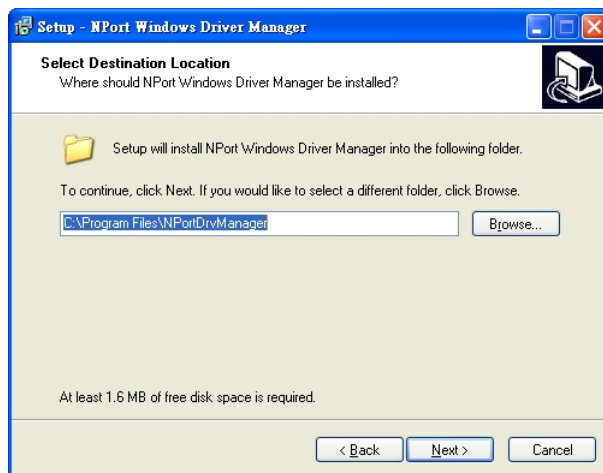 Setup - NPort Windows Driver Manager
Select Destination Location
Where should NPort Windows Driver Manager be installed?
Setup will install NPort Windows Driver Manager into the following folder.
To continue, click Next. If you would like to select a different folder, click Browse.
C:\Program Files\NPortDrvManager
Browse...
At least 1.6 MB of free disk space is required.
< Back
Next >
Cancel